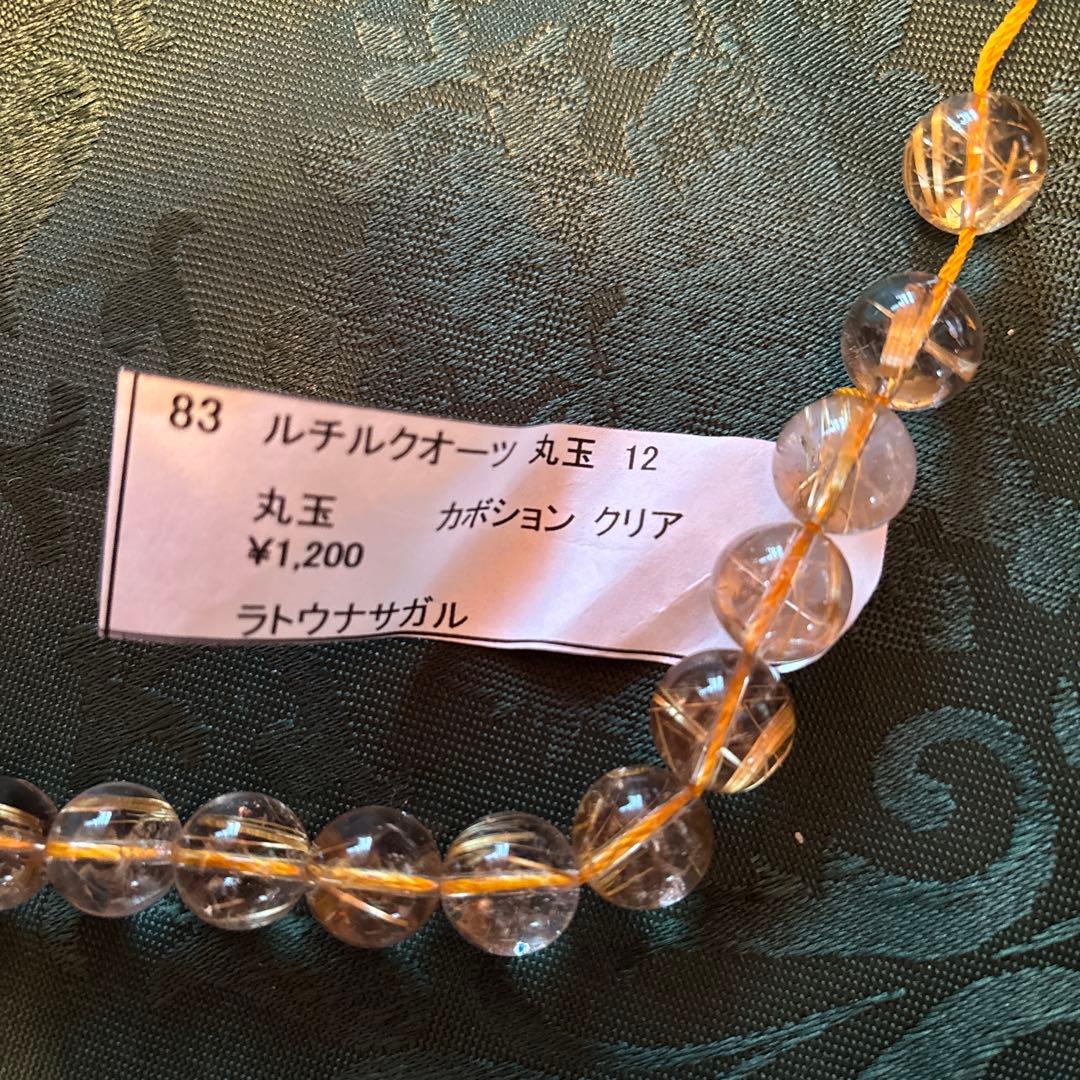 83 ルチルクオーツ 丸玉 12
丸玉 カボション クリア
¥1,200
ラトウナサガル